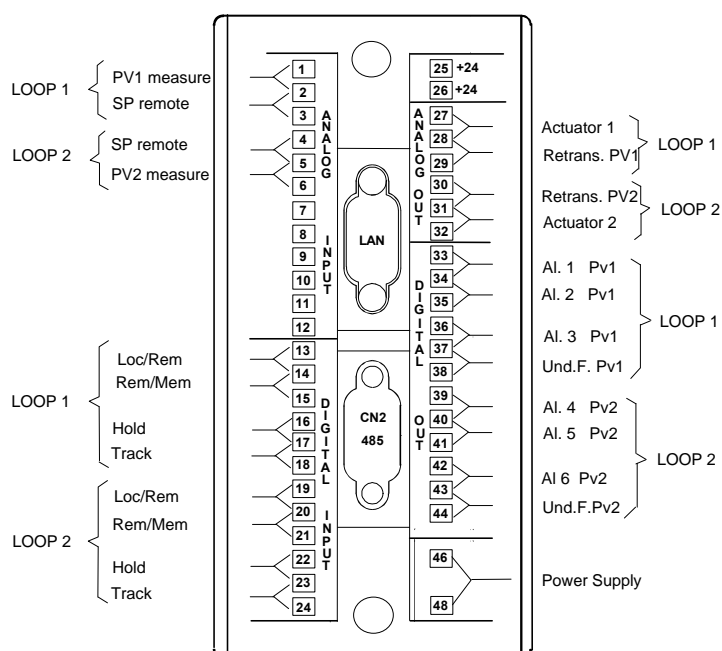 LOOP 1
PV1 measure
SP remote
LOOP 2
SP remote
PV2 measure
LOOP 1
Loc/Rem
Rem/Mem
Hold
Track
LOOP 2
Loc/Rem
Rem/Mem
Hold
Track
1
2
3
4
5
6
7
8
9
10
11
12
ANALOG INPUT
13
14
15
16
17
18
19
20
21
22
23
24
DIGITAL INPUT
LAN
CN2
485
25 +24
26 +24
ANALOG OUT
27
28
29
30
31
32
DIGITAL OUT
33
34
35
36
37
38
39
40
41
42
43
44
46
48
Actuator 1
Retrans. PV1
LOOP 1
Retrans. PV2
Actuator 2
LOOP 2
Al. 1 Pv1
Al. 2 Pv1
Al. 3 Pv1
Und.F. Pv1
LOOP 1
Al. 4 Pv2
Al. 5 Pv2
Al 6 Pv2
Und.F.Pv2
LOOP 2
Power Supply